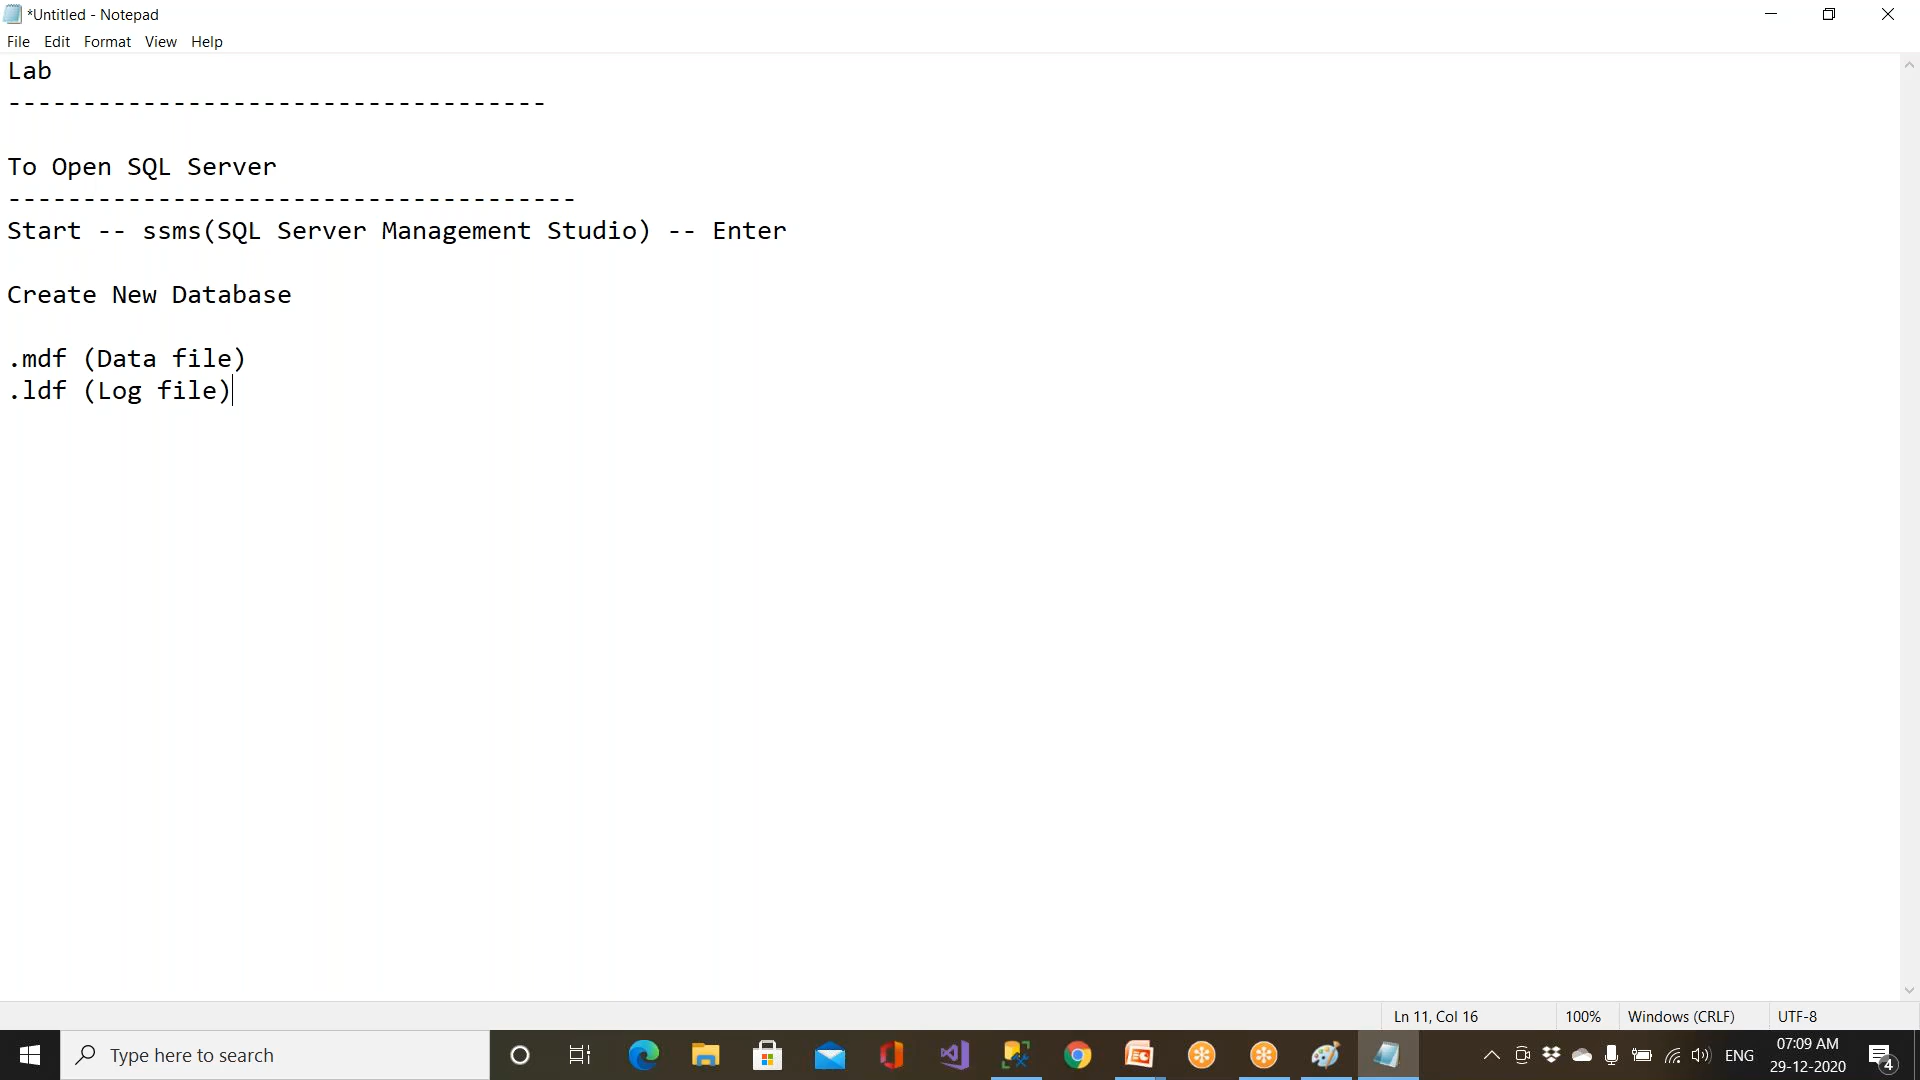 *Untitled - Notepad
File Edit Format View Help
Lab
------------------------------------
To Open SQL Server
--------------------------------------
Start -- ssms(SQL Server Management Studio) -- Enter
Create New Database
.mdf (Data file)
.ldf (Log file)
Ln 11, Col 16 100% Windows (CRLF) UTF-8
Type here to search
ENG
07:09 AM
29-12-2020
4